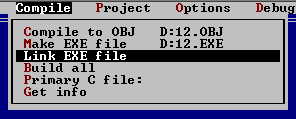 Compile Project Options Debug
Compile to OBJ D:12.OBJ
Make EXE file D:12.EXE
Link EXE file
Build all
Primary C file:
Get info